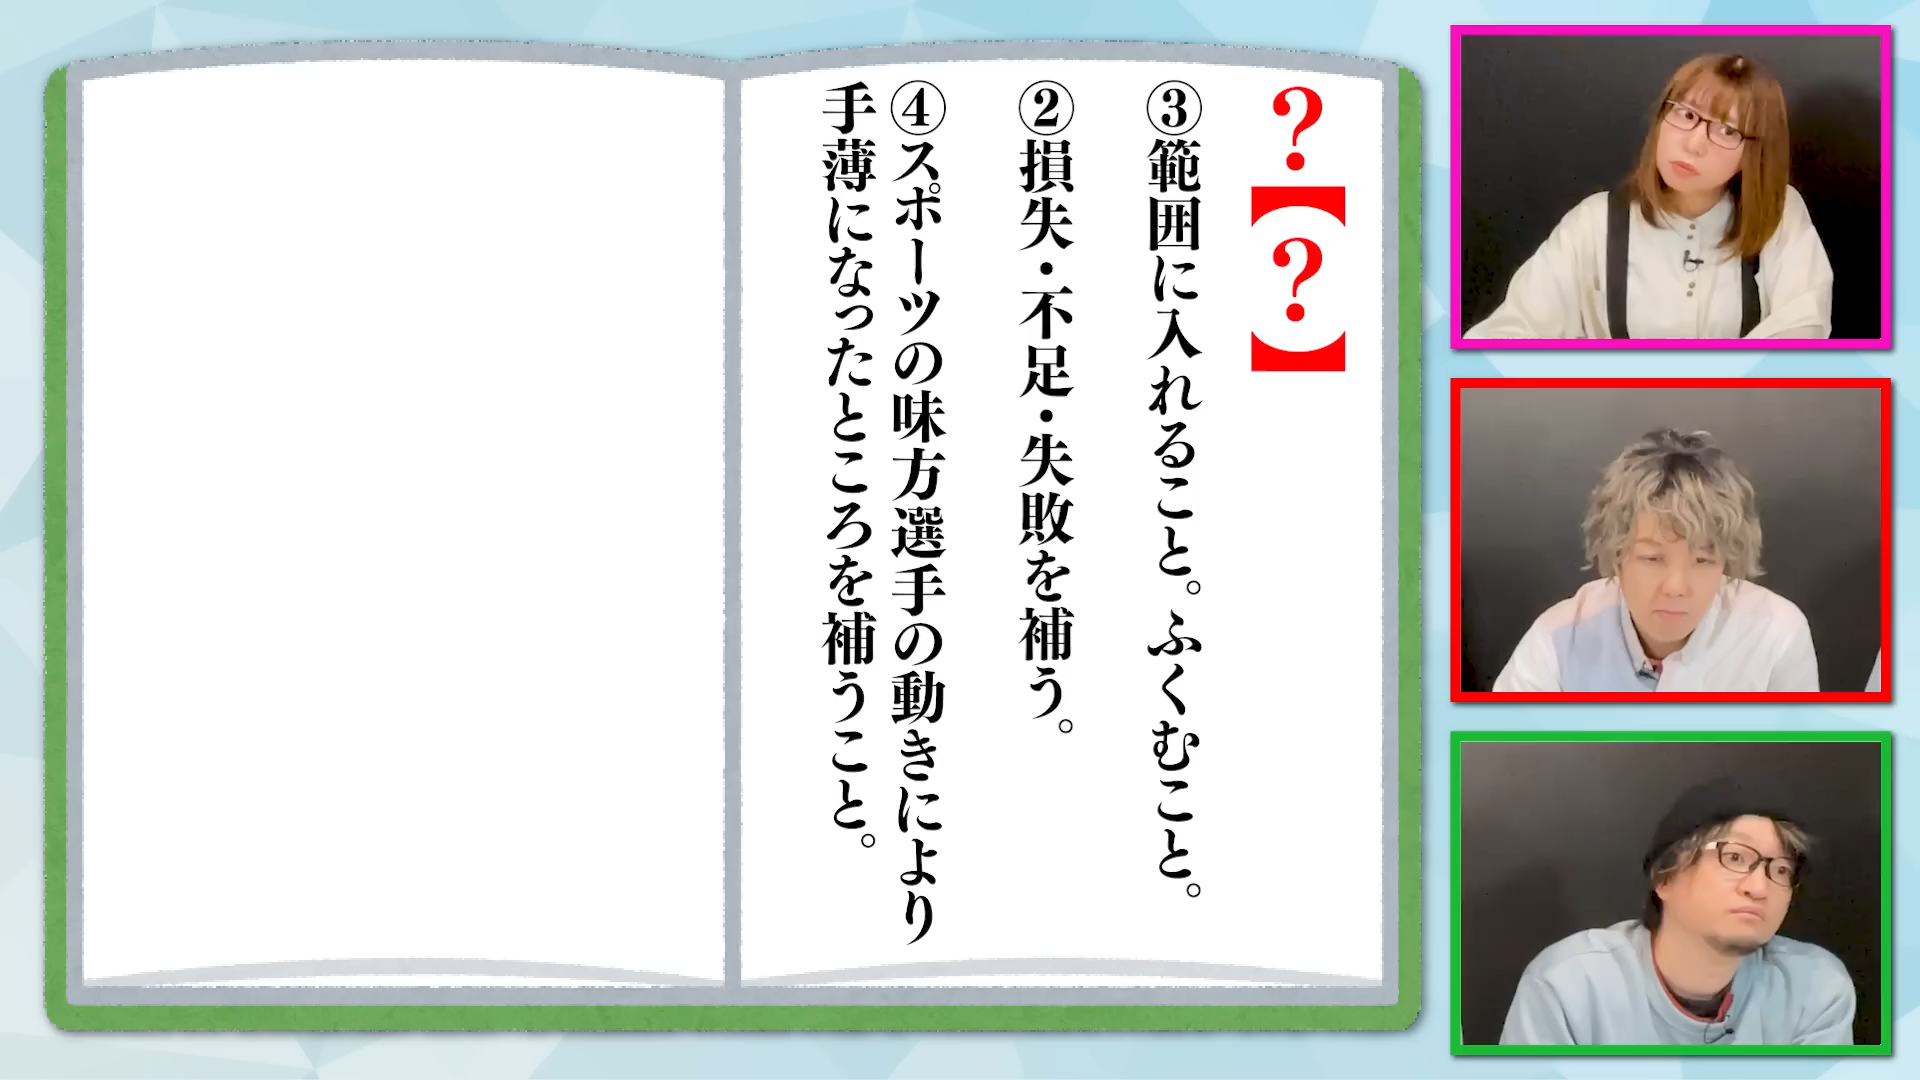 ？【？】
③範囲に入れること。ふくむこと。
②損失・不足・失敗を補う。
④スポーツの味方選手の動きにより
手薄になったところを補うこと。